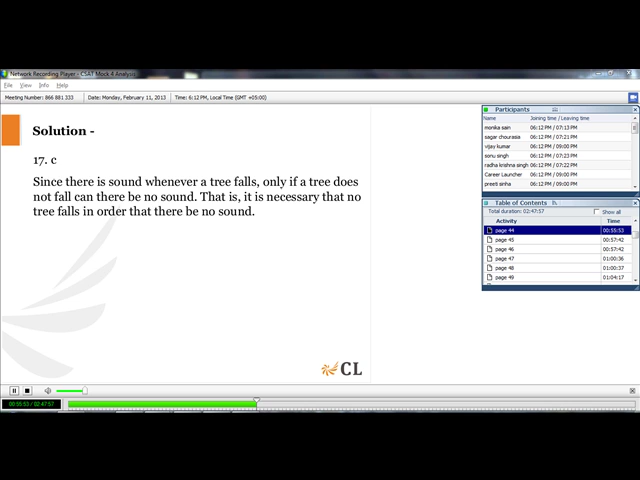 Network Recording Player - CSAT Mock 4 Analysis
File View Info Help
Meeting Number: 866 881 333 Date: Monday, February 11, 2013 Time: 6:12 PM, Local Time (GMT +05:00)
Solution -
17. c
Since there is sound whenever a tree falls, only if a tree does
not fall can there be no sound. That is, it is necessary that no
tree falls in order that there be no sound.
CL
Participants
Name Joining time / Leaving time
monika sain 06:12 PM / 07:13 PM
sagar chourasia 06:12 PM / 07:21 PM
vijay kumar 06:12 PM / 09:00 PM
sonu singh 06:12 PM / 07:23 PM
radha krishna singh 06:12 PM / 07:22 PM
Career Launcher 06:12 PM / 09:00 PM
preeti sinha 06:12 PM / 09:00 PM
Table of Contents
Total duration: 02:47:57 Show all
Activity Time
page 44 00:55:53
page 45 00:57:42
page 46 00:57:42
page 47 01:00:36
page 48 01:00:37
page 49 01:04:17
00:55:53 / 02:47:57